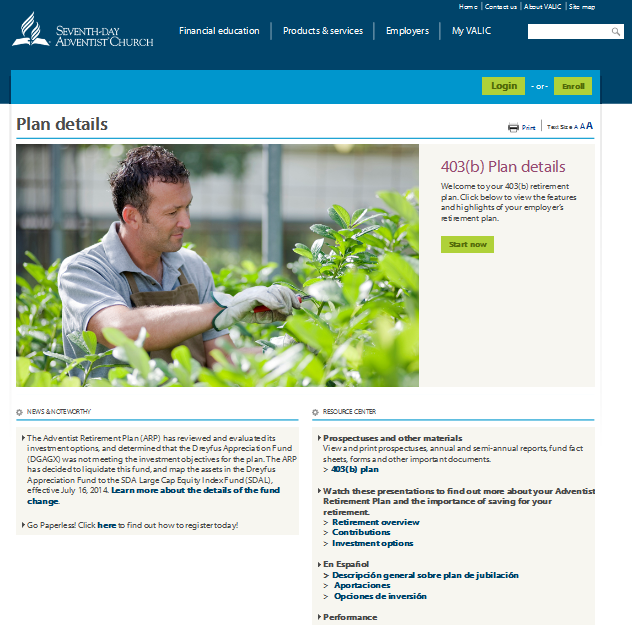 Home | Contact us | About VALIC | Site map
SEVENTH-DAY
ADVENTIST CHURCH
Financial education | Products & services | Employers | My VALIC
Login - or - Enroll
Plan details
Print | Text Size A A A
403(b) Plan details
Welcome to your 403(b) retirement
plan. Click below to view the features
and highlights of your employer's
retirement plan.
Start now
NEWS & NOTEWORTHY
The Adventist Retirement Plan (ARP) has reviewed and evaluated its
investment options, and determined that the Dreyfus Appreciation Fund
(DGAGX) was not meeting the investment objectives for the plan. The ARP
has decided to liquidate this fund, and map the assets in the Dreyfus
Appreciation Fund to the SDA Large Cap Equity Index Fund (SDAL),
effective July 16, 2014. Learn more about the details of the fund
change.
Go Paperless! Click here to find out how to register today!
RESOURCE CENTER
Prospectuses and other materials
View and print prospectuses, annual and semi-annual reports, fund fact
sheets, forms and other important documents.
> 403(b) plan
Watch these presentations to find out more about your Adventist
Retirement Plan and the importance of saving for your
retirement.
> Retirement overview
> Contributions
> Investment options
En Español
> Descripción general sobre plan de jubilación
> Aportaciones
> Opciones de inversión
Performance